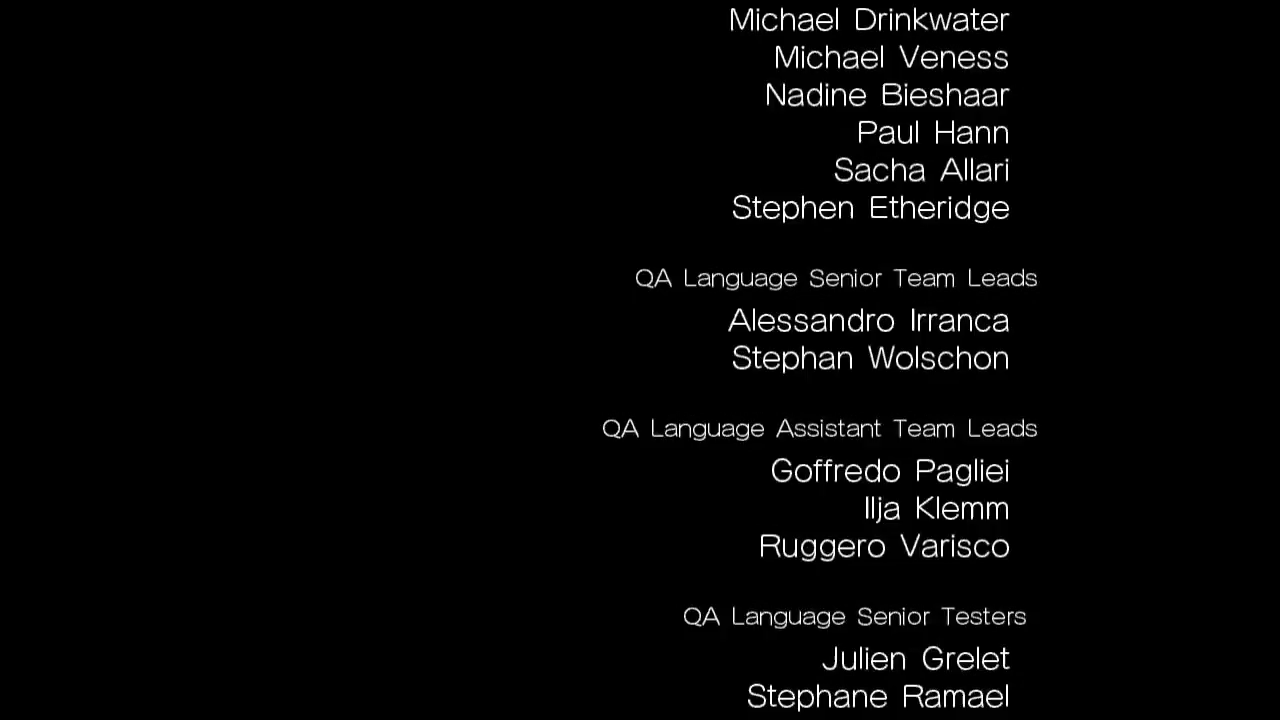 Michael Drinkwater
Michael Veness
Nadine Bieshaar
Paul Hann
Sacha Allari
Stephen Etheridge
QA Language Senior Team Leads
Alessandro Irranca
Stephan Wolschon
QA Language Assistant Team Leads
Goffredo Pagliei
Ilja Klemm
Ruggero Varisco
QA Language Senior Testers
Julien Grelet
Stephane Ramael